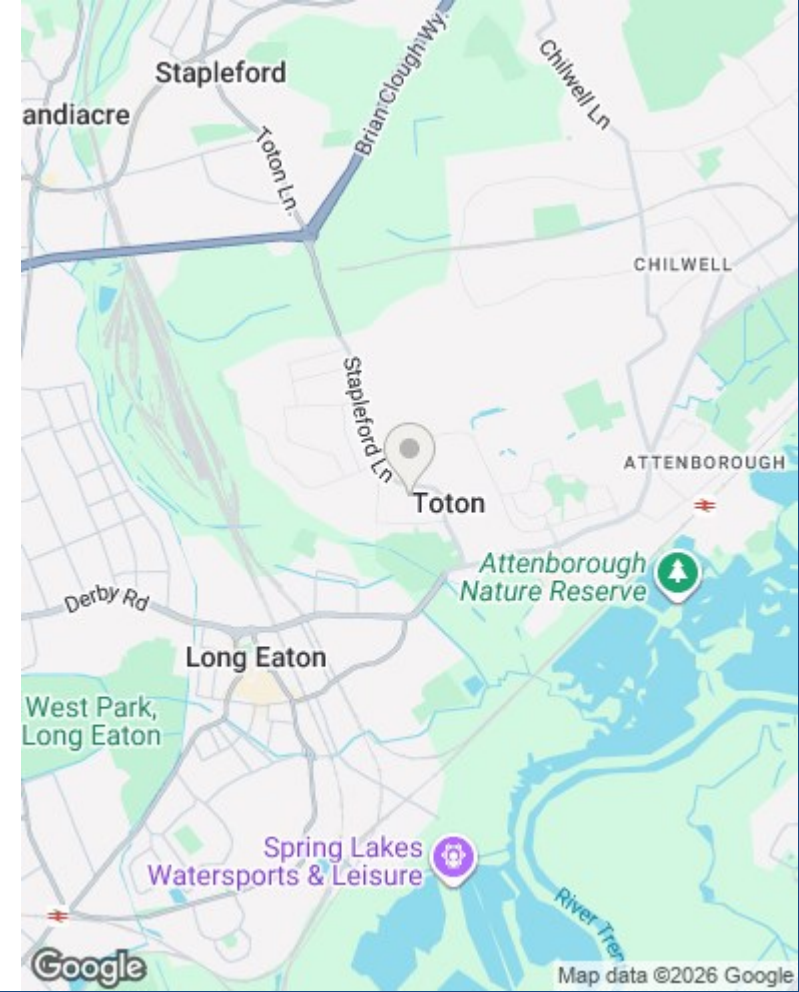 Stapleford
andiacre
Brian Clough Wy.
Chilwell Ln
Toton Ln.
CHILWELL
Stapleford Ln
ATTENBOROUGH
Toton
Attenborough
Nature Reserve
Derby Rd
Long Eaton
West Park,
Long Eaton
Spring Lakes
Watersports & Leisure
River Tren
Google
Map data ©2026 Google